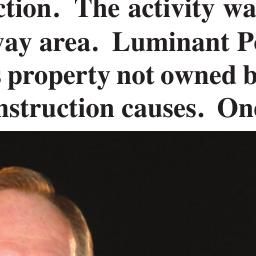 ction. The activity wa
way area. Luminant Po
property not owned b
nstruction causes. One